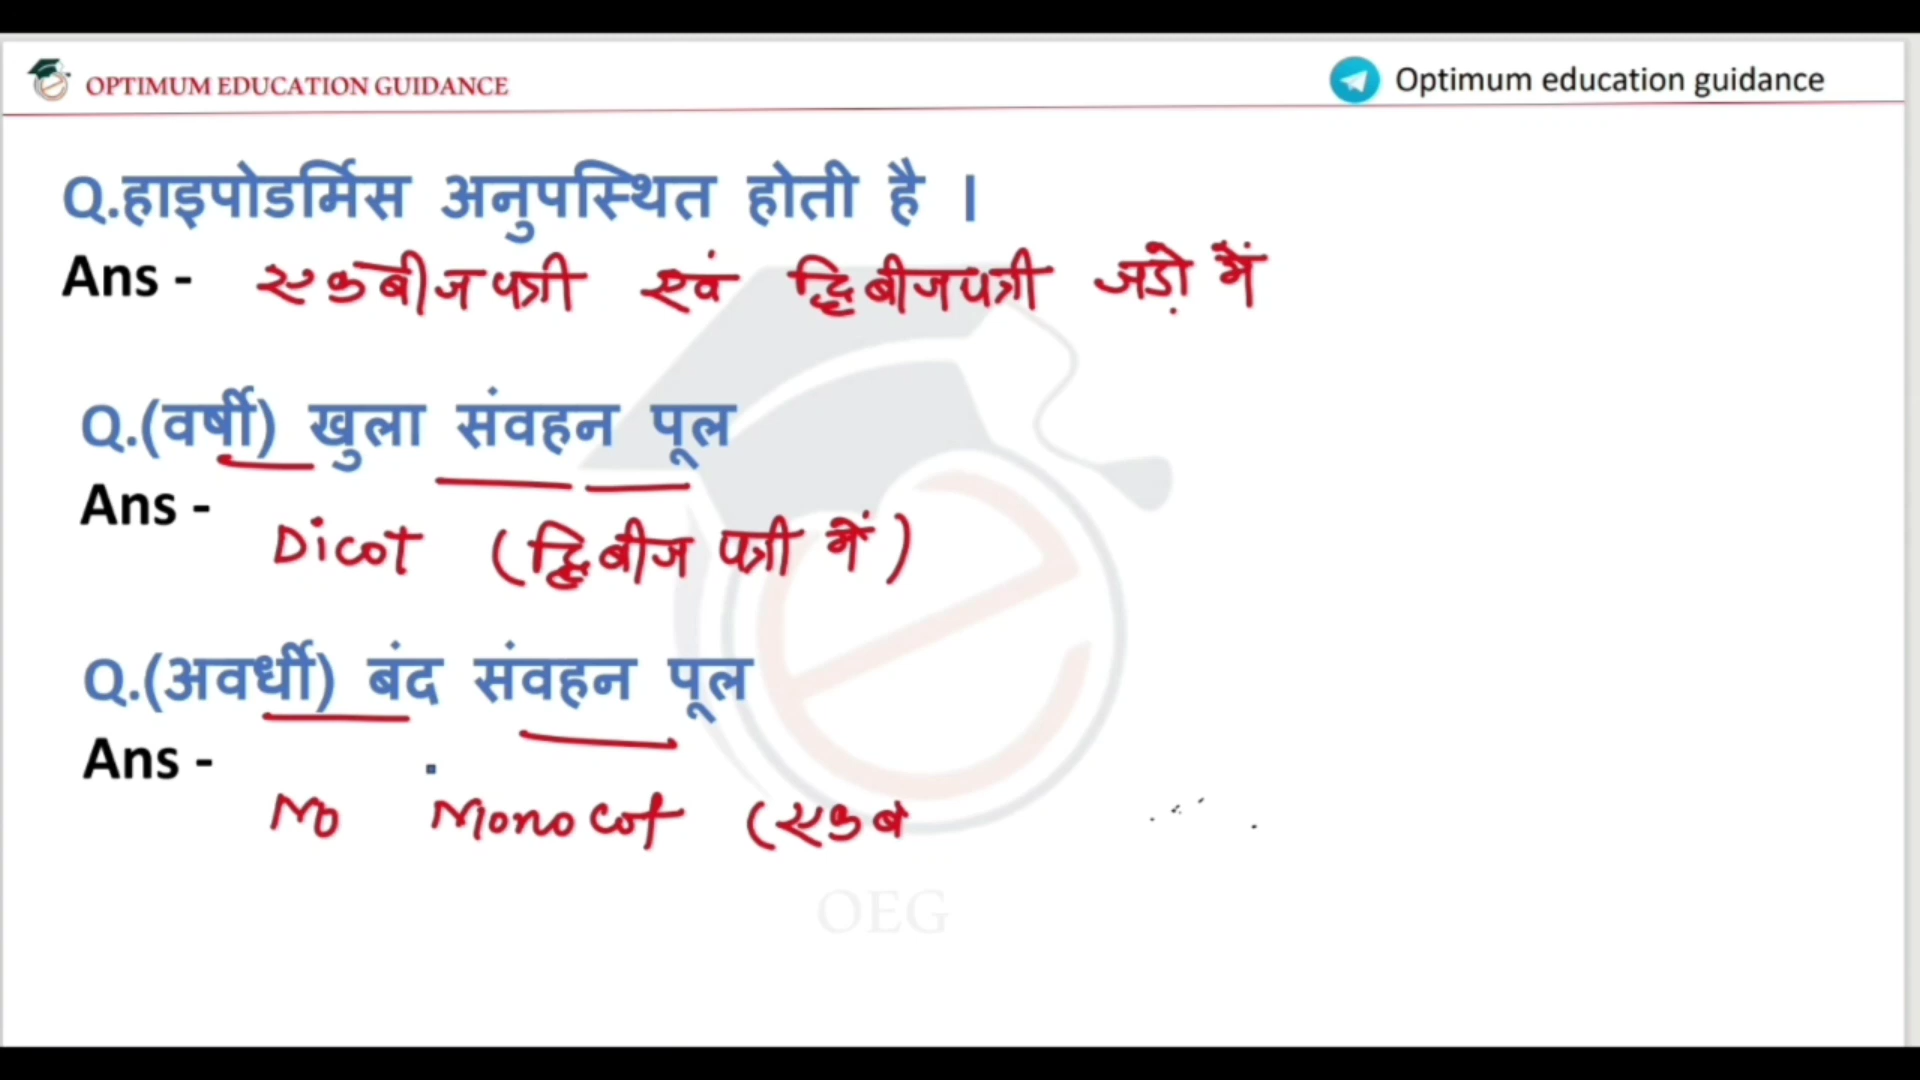 OPTIMUM EDUCATION GUIDANCE
Optimum education guidance
Q.हाइपोडर्मिस अनुपस्थित होती है ।
Ans - एकबीजपत्री एवं द्विबीजपत्री जड़ो में
Q.(वर्षी) खुला संवहन पूल
Ans -
Dicot (द्विबीज पत्री में)
Q.(अवर्धी) बंद संवहन पूल
Ans -
Mo Monocot (एकब
OEG